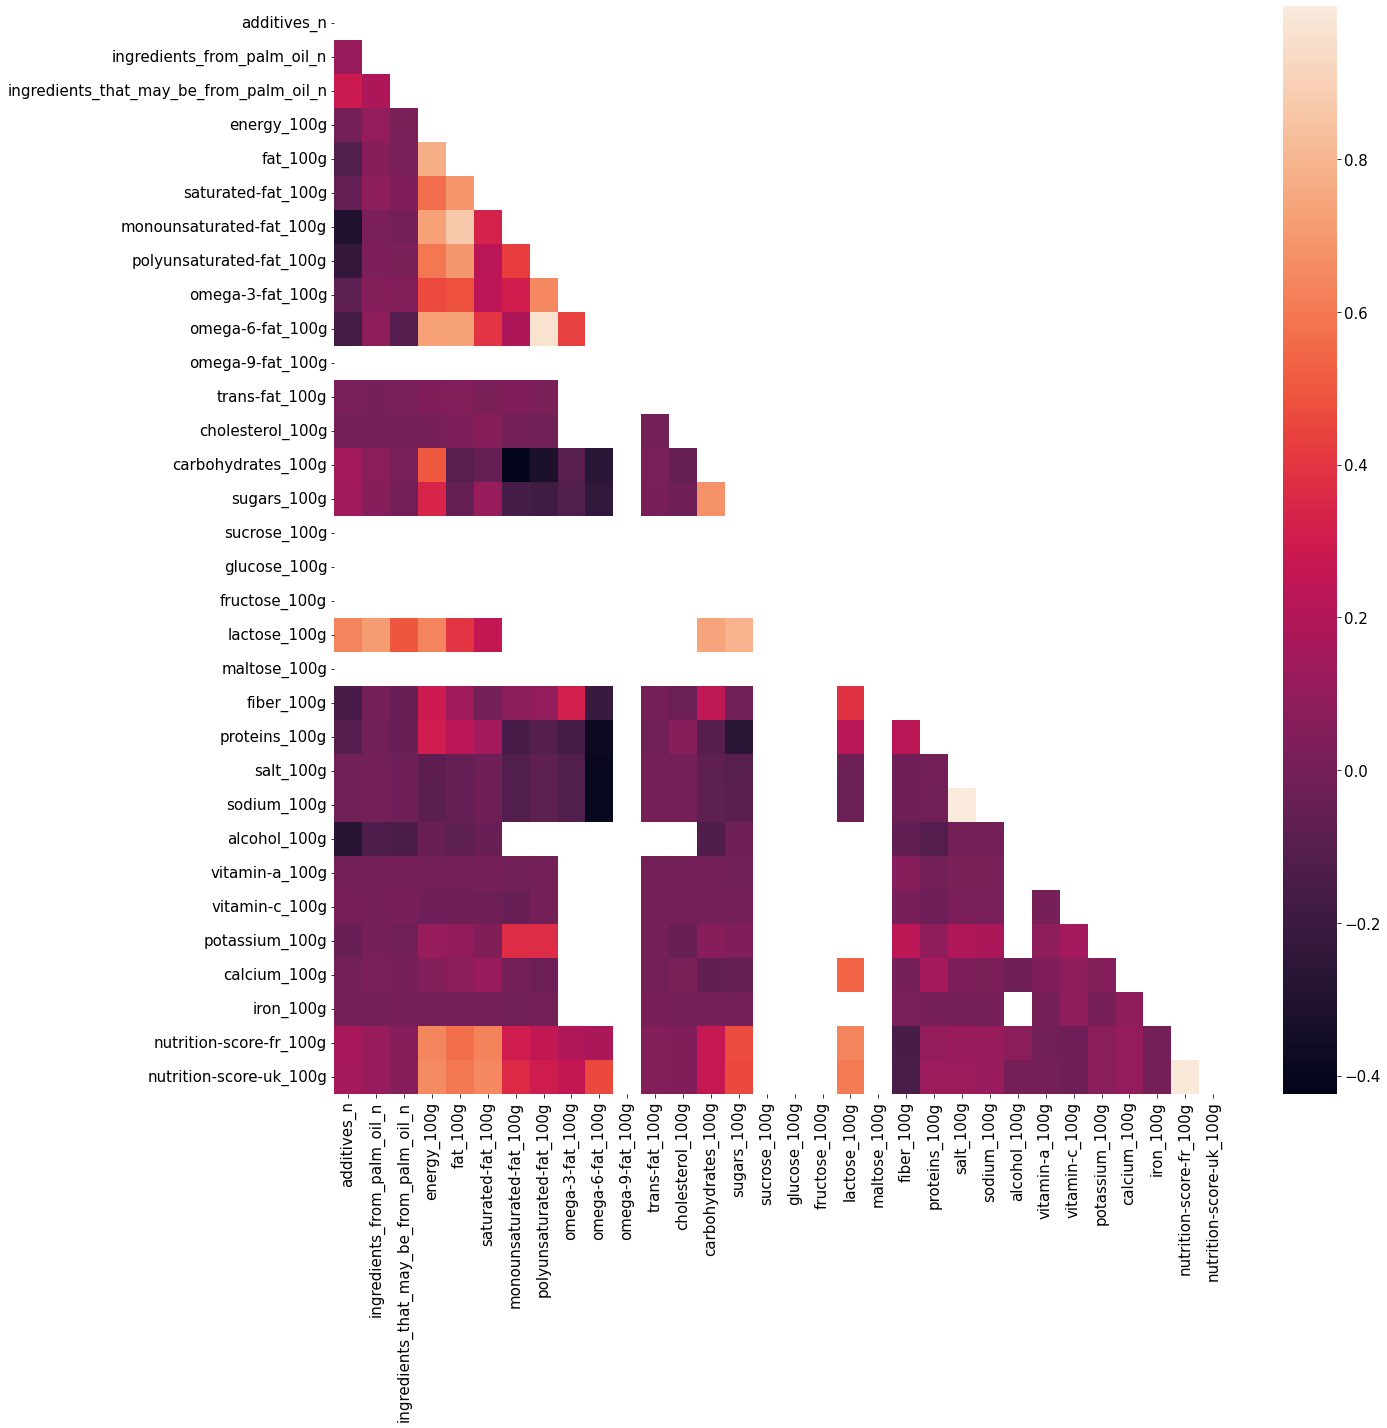 additives_n
ingredients_from_palm_oil_n
ingredients_that_may_be_from_palm_oil_n
energy_100g
fat_100g
saturated-fat_100g
monounsaturated-fat_100g
polyunsaturated-fat_100g
omega-3-fat_100g
omega-6-fat_100g
omega-9-fat_100g
trans-fat_100g
cholesterol_100g
carbohydrates_100g
sugars_100g
sucrose_100g
glucose_100g
fructose_100g
lactose_100g
maltose_100g
fiber_100g
proteins_100g
salt_100g
sodium_100g
alcohol_100g
vitamin-a_100g
vitamin-c_100g
potassium_100g
calcium_100g
iron_100g
nutrition-score-fr_100g
nutrition-score-uk_100g
additives_n
ingredients_from_palm_oil_n
ingredients_that_may_be_from_palm_oil_n
energy_100g
fat_100g
saturated-fat_100g
monounsaturated-fat_100g
polyunsaturated-fat_100g
omega-3-fat_100g
omega-6-fat_100g
omega-9-fat_100g
trans-fat_100g
cholesterol_100g
carbohydrates_100g
sugars_100g
sucrose_100g
glucose_100g
fructose_100g
lactose_100g
maltose_100g
fiber_100g
proteins_100g
salt_100g
sodium_100g
alcohol_100g
vitamin-a_100g
vitamin-c_100g
potassium_100g
calcium_100g
iron_100g
nutrition-score-fr_100g
nutrition-score-uk_100g
0.8
0.6
0.4
0.2
0.0
−0.2
−0.4